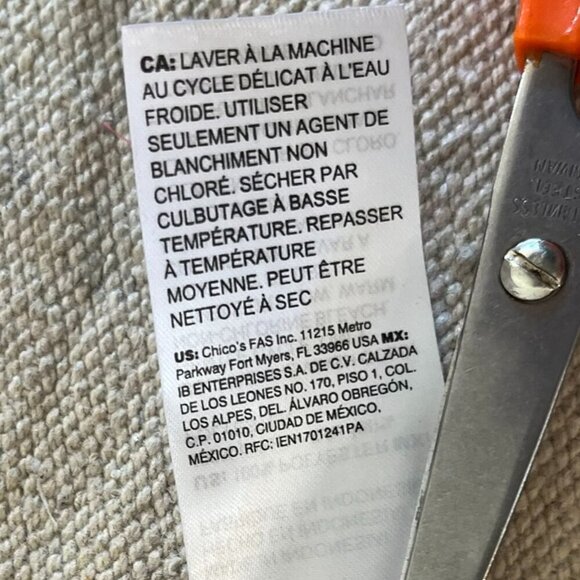 CA: LAVER À LA MACHINE
AU CYCLE DÉLICAT À L'EAU
FROIDE. UTILISER
SEULEMENT UN AGENT DE
BLANCHIMENT NON
CHLORÉ. SÉCHER PAR
CULBUTAGE À BASSE
TEMPÉRATURE. REPASSER
À TEMPÉRATURE
MOYENNE. PEUT ÊTRE
NETTOYÉ À SEC
US: Chico's FAS Inc. 11215 Metro
Parkway Fort Myers, FL 33966 USA MX:
IB ENTERPRISES S.A. DE C.V. CALZADA
DE LOS LEONES NO. 170, PISO 1, COL.
LOS ALPES, DEL. ÁLVARO OBREGÓN,
C.P. 01010, CIUDAD DE MÉXICO,
MÉXICO. RFC: IEN1701241PA